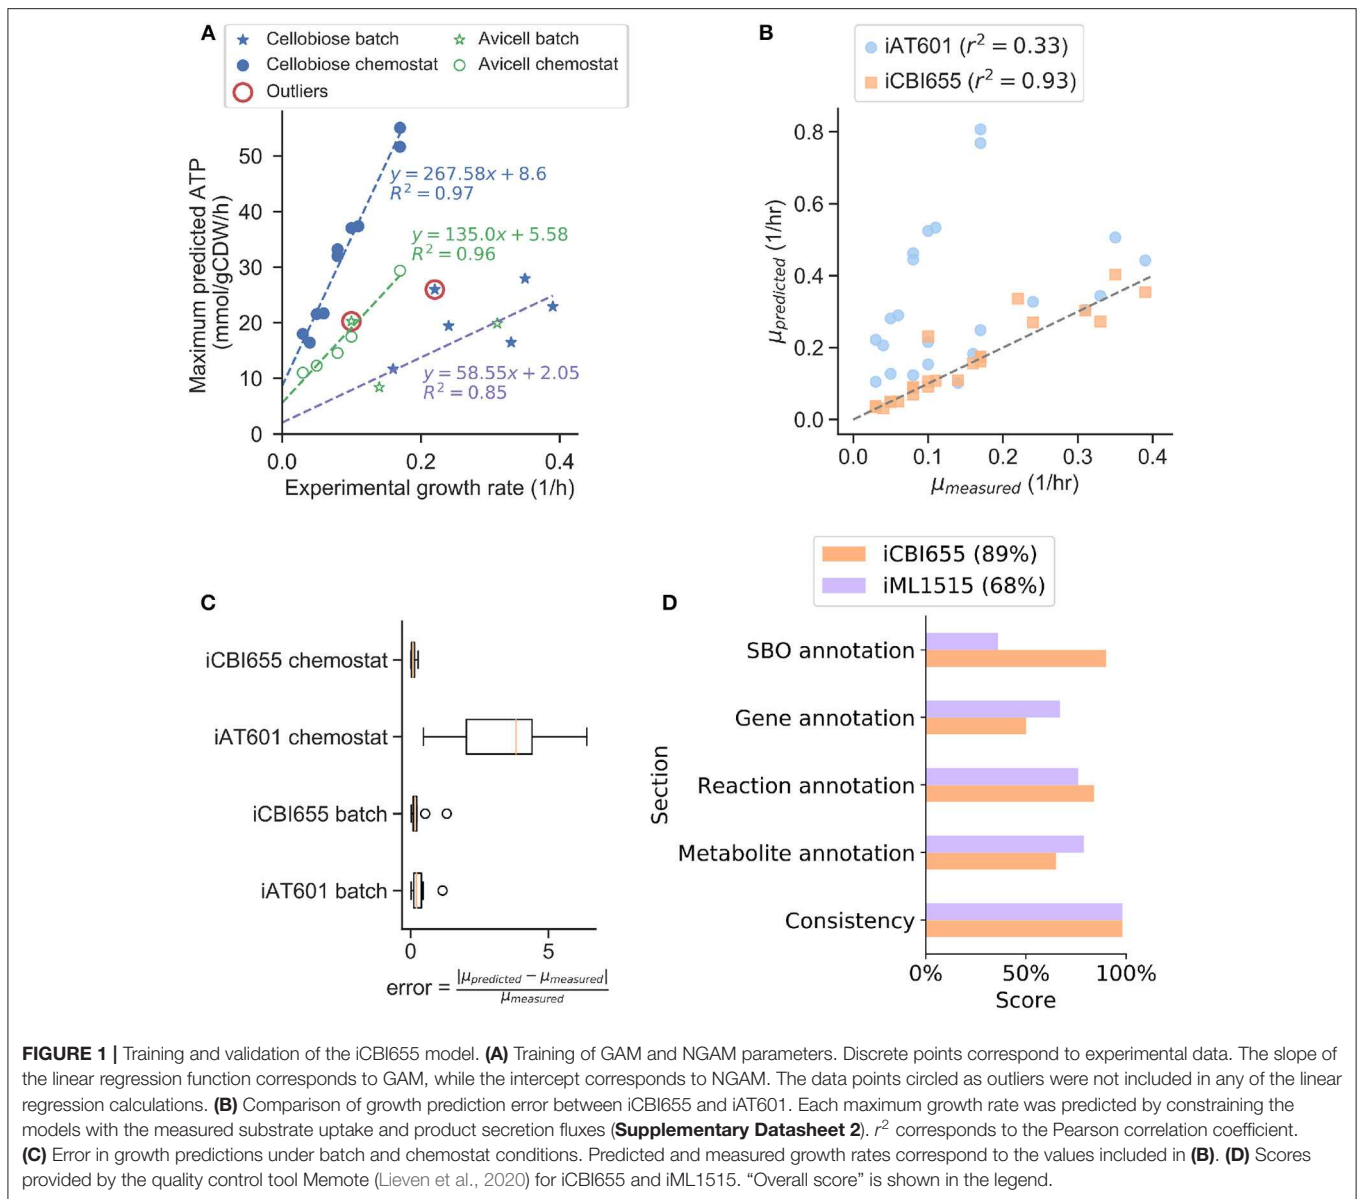 A
Cellobiose batch
Avicell batch
Cellobiose chemostat
Avicell chemostat
Outliers
Maximum predicted ATP
(mmol/gCDW/h)
50
40
30
20
10
0
y = 267.58x + 8.6
R² = 0.97
y = 135.0x + 5.58
R² = 0.96
y = 58.55x + 2.05
R² = 0.85
0.0
0.2
0.4
Experimental growth rate (1/h)
B
iAT601 (r² = 0.33)
iCBI655 (r² = 0.93)
μpredicted (1/hr)
0.8
0.6
0.4
0.2
0.0
0.0
0.1
0.2
0.3
0.4
μmeasured (1/hr)
C
iCBI655 chemostat
iAT601 chemostat
iCBI655 batch
iAT601 batch
0
5
error = |μpredicted − μmeasured|
μmeasured
D
iCBI655 (89%)
iML1515 (68%)
Section
SBO annotation
Gene annotation
Reaction annotation
Metabolite annotation
Consistency
0%
50%
100%
Score
FIGURE 1 | Training and validation of the iCBI655 model. (A) Training of GAM and NGAM parameters. Discrete points correspond to experimental data. The slope of
the linear regression function corresponds to GAM, while the intercept corresponds to NGAM. The data points circled as outliers were not included in any of the linear
regression calculations. (B) Comparison of growth prediction error between iCBI655 and iAT601. Each maximum growth rate was predicted by constraining the
models with the measured substrate uptake and product secretion fluxes (Supplementary Datasheet 2). r² corresponds to the Pearson correlation coefficient.
(C) Error in growth predictions under batch and chemostat conditions. Predicted and measured growth rates correspond to the values included in (B). (D) Scores
provided by the quality control tool Memote (Lieven et al., 2020) for iCBI655 and iML1515. “Overall score” is shown in the legend.